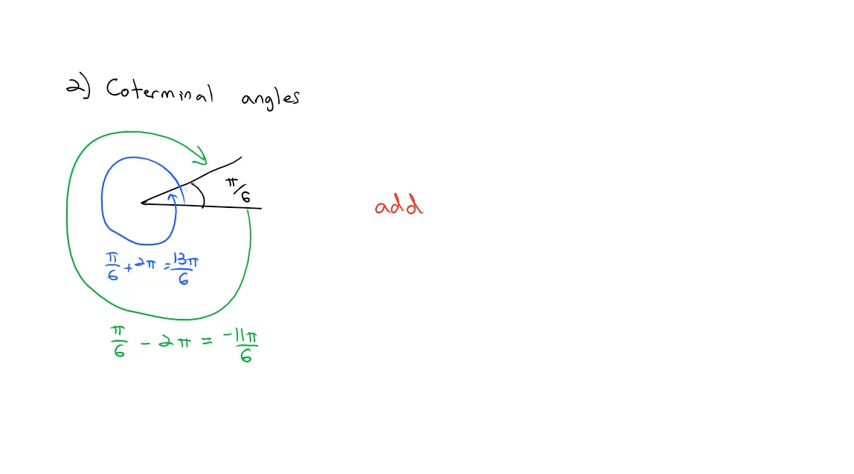 2) Coterminal angles
π/6
add
π/6 + 2π = 13π/6
π/6 - 2π = -11π/6